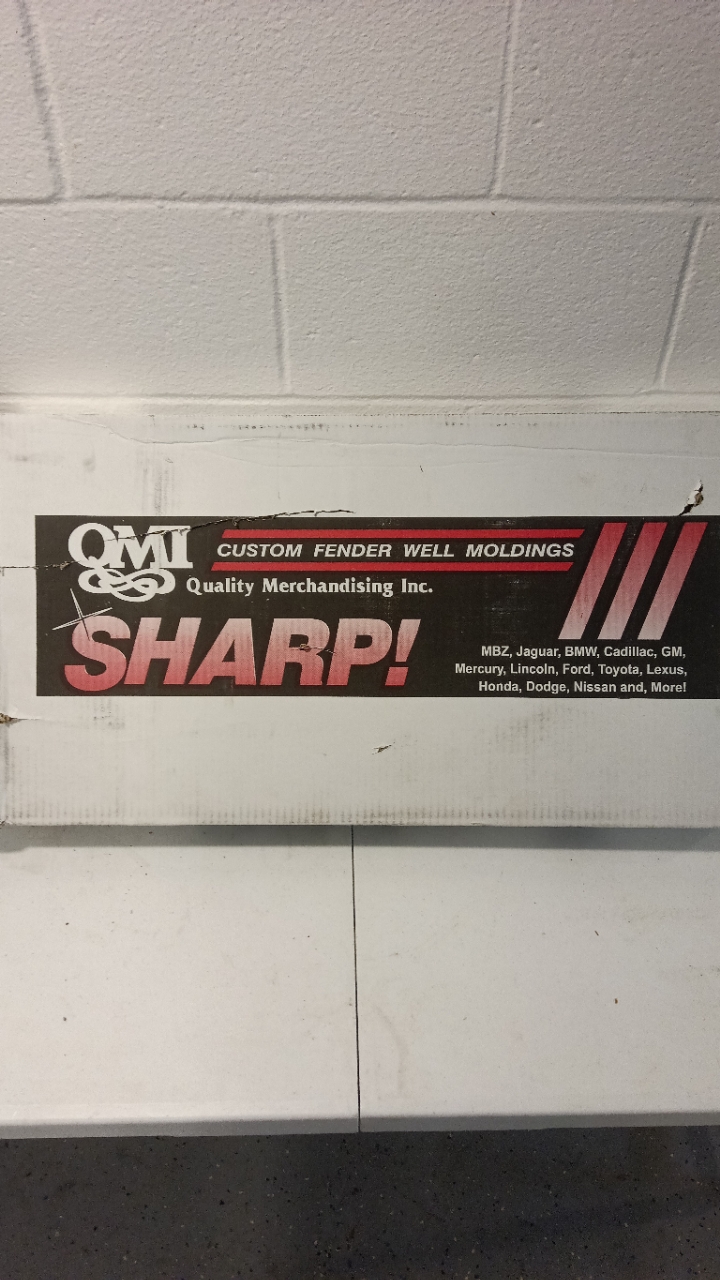 QMI
CUSTOM FENDER WELL MOLDINGS
Quality Merchandising Inc.
SHARP!
MBZ, Jaguar, BMW, Cadillac, GM,
Mercury, Lincoln, Ford, Toyota, Lexus,
Honda, Dodge, Nissan and, More!